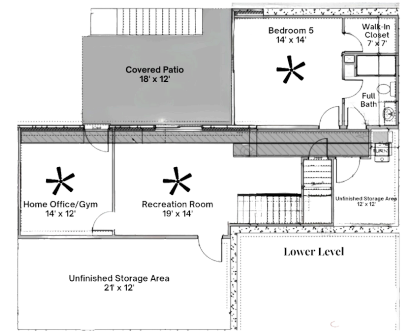 Bedroom 5
14' x 14'
Walk-In
Closet
7' x 7'
Covered Patio
18' x 12'
Full
Bath
Home Office/Gym
14' x 12'
Recreation Room
19' x 14'
Unfinished Storage Area
12' x 12'
Lower Level
Unfinished Storage Area
21' x 12'